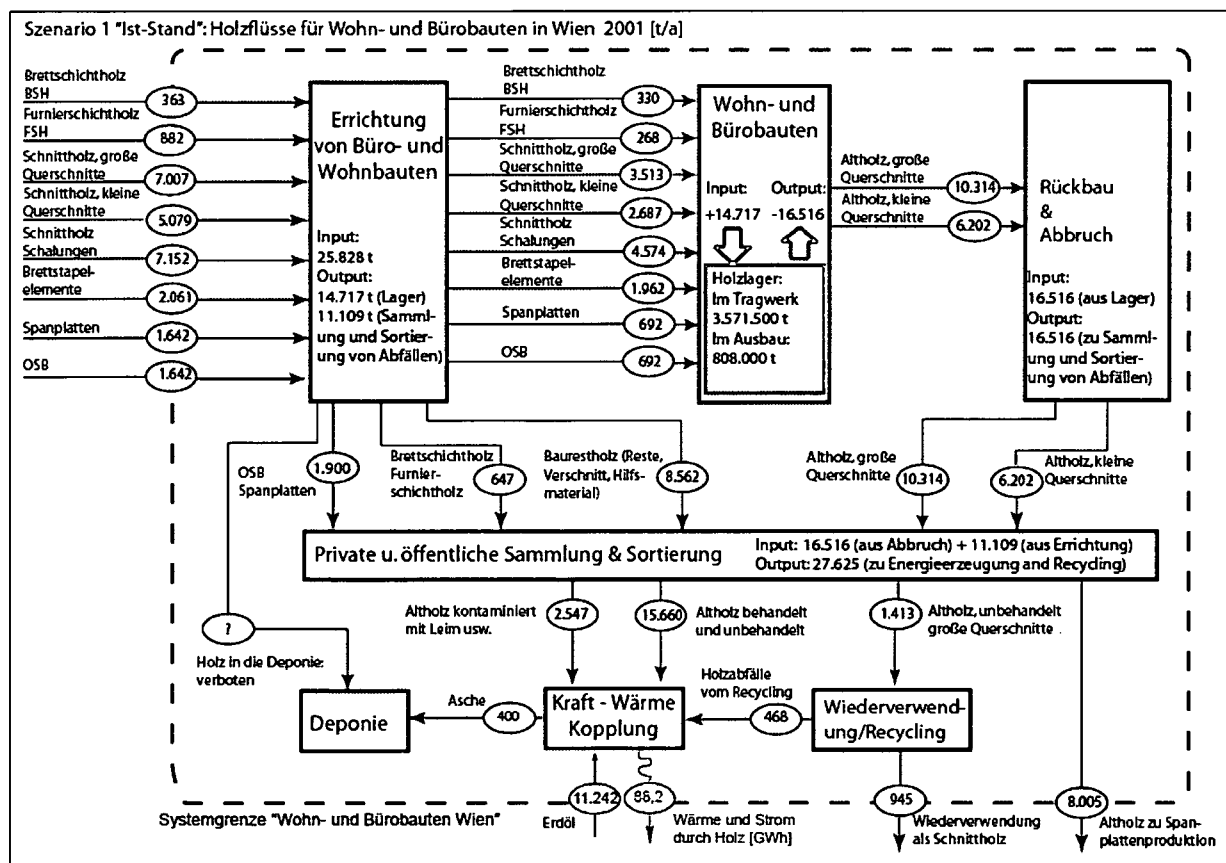 Szenario 1 "Ist-Stand": Holzflüsse für Wohn- und Bürobauten in Wien 2001 [t/a]
Brettschichtholz
BSH
363
Furnierschichtholz
FSH
882
Schnittholz, große
Querschnitte
7.007
Schnittholz, kleine
Querschnitte
5.079
Schnittholz
Schalungen
7.152
Brettstapel-
elemente
2.061
Spanplatten
1.642
OSB
1.642
Errichtung
von Büro- und
Wohnbauten
Input:
25.828 t
Output:
14.717 t (Lager)
11.109 t (Samml-
ung und Sortier-
ung von Abfällen)
Brettschichtholz
BSH
330
Furnierschichtholz
FSH
268
Schnittholz, große
Querschnitte
3.513
Schnittholz, kleine
Querschnitte
2.687
Schnittholz
Schalungen
4.574
Brettstapel-
elemente
1.962
Spanplatten
692
OSB
692
Wohn- und
Bürobauten
Input: Output:
+14.717 -16.516
Holzlager:
Im Tragwerk
3.571.500 t
Im Ausbau:
808.000 t
Altholz, große
Querschnitte
10.314
Altholz, kleine
Querschnitte
6.202
Rückbau
&
Abbruch
Input:
16.516 (aus Lager)
Output:
16.516 (zu Samml-
ung und Sortier-
ung von Abfällen)
OSB
Spanplatten
1.900
Brettschichtholz
Furnier-
schichtholz
647
Baurestholz (Reste,
Verschnitt, Hilfs-
material)
8.562
Altholz, große
Querschnitte
10.314
6.202
Altholz, kleine
Querschnitte
Private u. öffentliche Sammlung & Sortierung
Input: 16.516 (aus Abbruch) + 11.109 (aus Errichtung)
Output: 27.625 (zu Energieerzeugung and Recycling)
?
Holz in die Deponie:
verboten
Altholz kontaminiert
mit Leim usw.
2.547
15.660
Altholz behandelt
und unbehandelt
1.413
Altholz, unbehandelt
große Querschnitte
Deponie
Asche
400
Kraft - Wärme
Kopplung
Holzabfälle
vom Recycling
468
Wiederverwend-
ung/Recycling
Systemgrenze "Wohn- und Bürobauten Wien"
Erdöl
11.242
88,2
Wärme und Strom
durch Holz [GWh]
945
Wiederverwendung
als Schnittholz
8.005
Altholz zu Span-
plattenproduktion